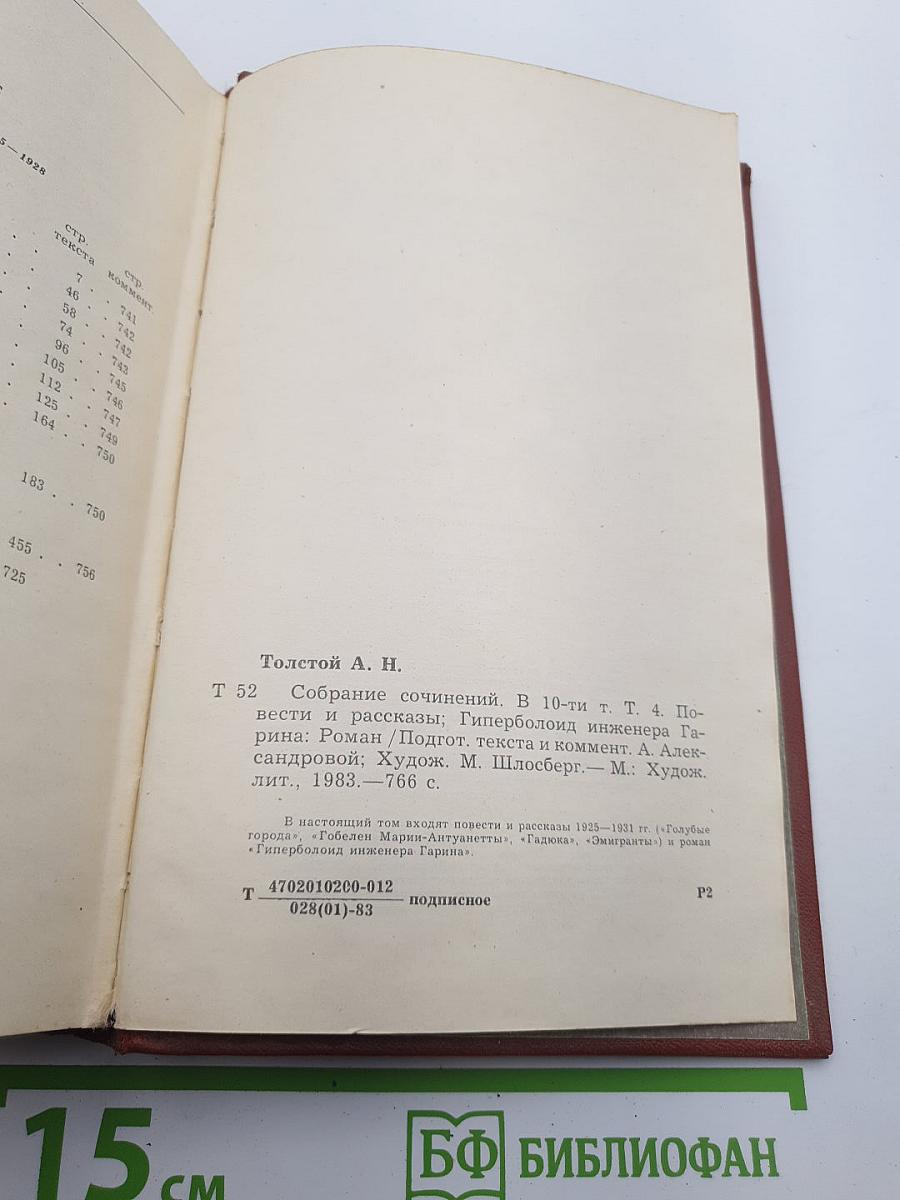 5—1928
стр.
текста
стр.
коммент.
7 . . 741
46 . . 742
58 . . 742
74 . . 743
96 . . 745
105 . . 746
112 . . 747
125 . . 749
164 . . 750
183 . . 750
455 . . 756
725
Толстой А. Н.
Т 52 Собрание сочинений. В 10-ти т. Т. 4. По-
вести и рассказы; Гиперболоид инженера Га-
рина: Роман / Подгот. текста и коммент. А. Алек-
сандровой; Худож. М. Шлосберг.— М.: Худож.
лит., 1983.—766 с.
В настоящий том входят повести и рассказы 1925—1931 гг. («Голубые
города», «Гобелен Марии-Антуанетты», «Гадюка», «Эмигранты») и роман
«Гиперболоид инженера Гарина».
Т 4702010200-012
028(01)-83 подписное Р2
15 см
БФ БИБЛИОФАН